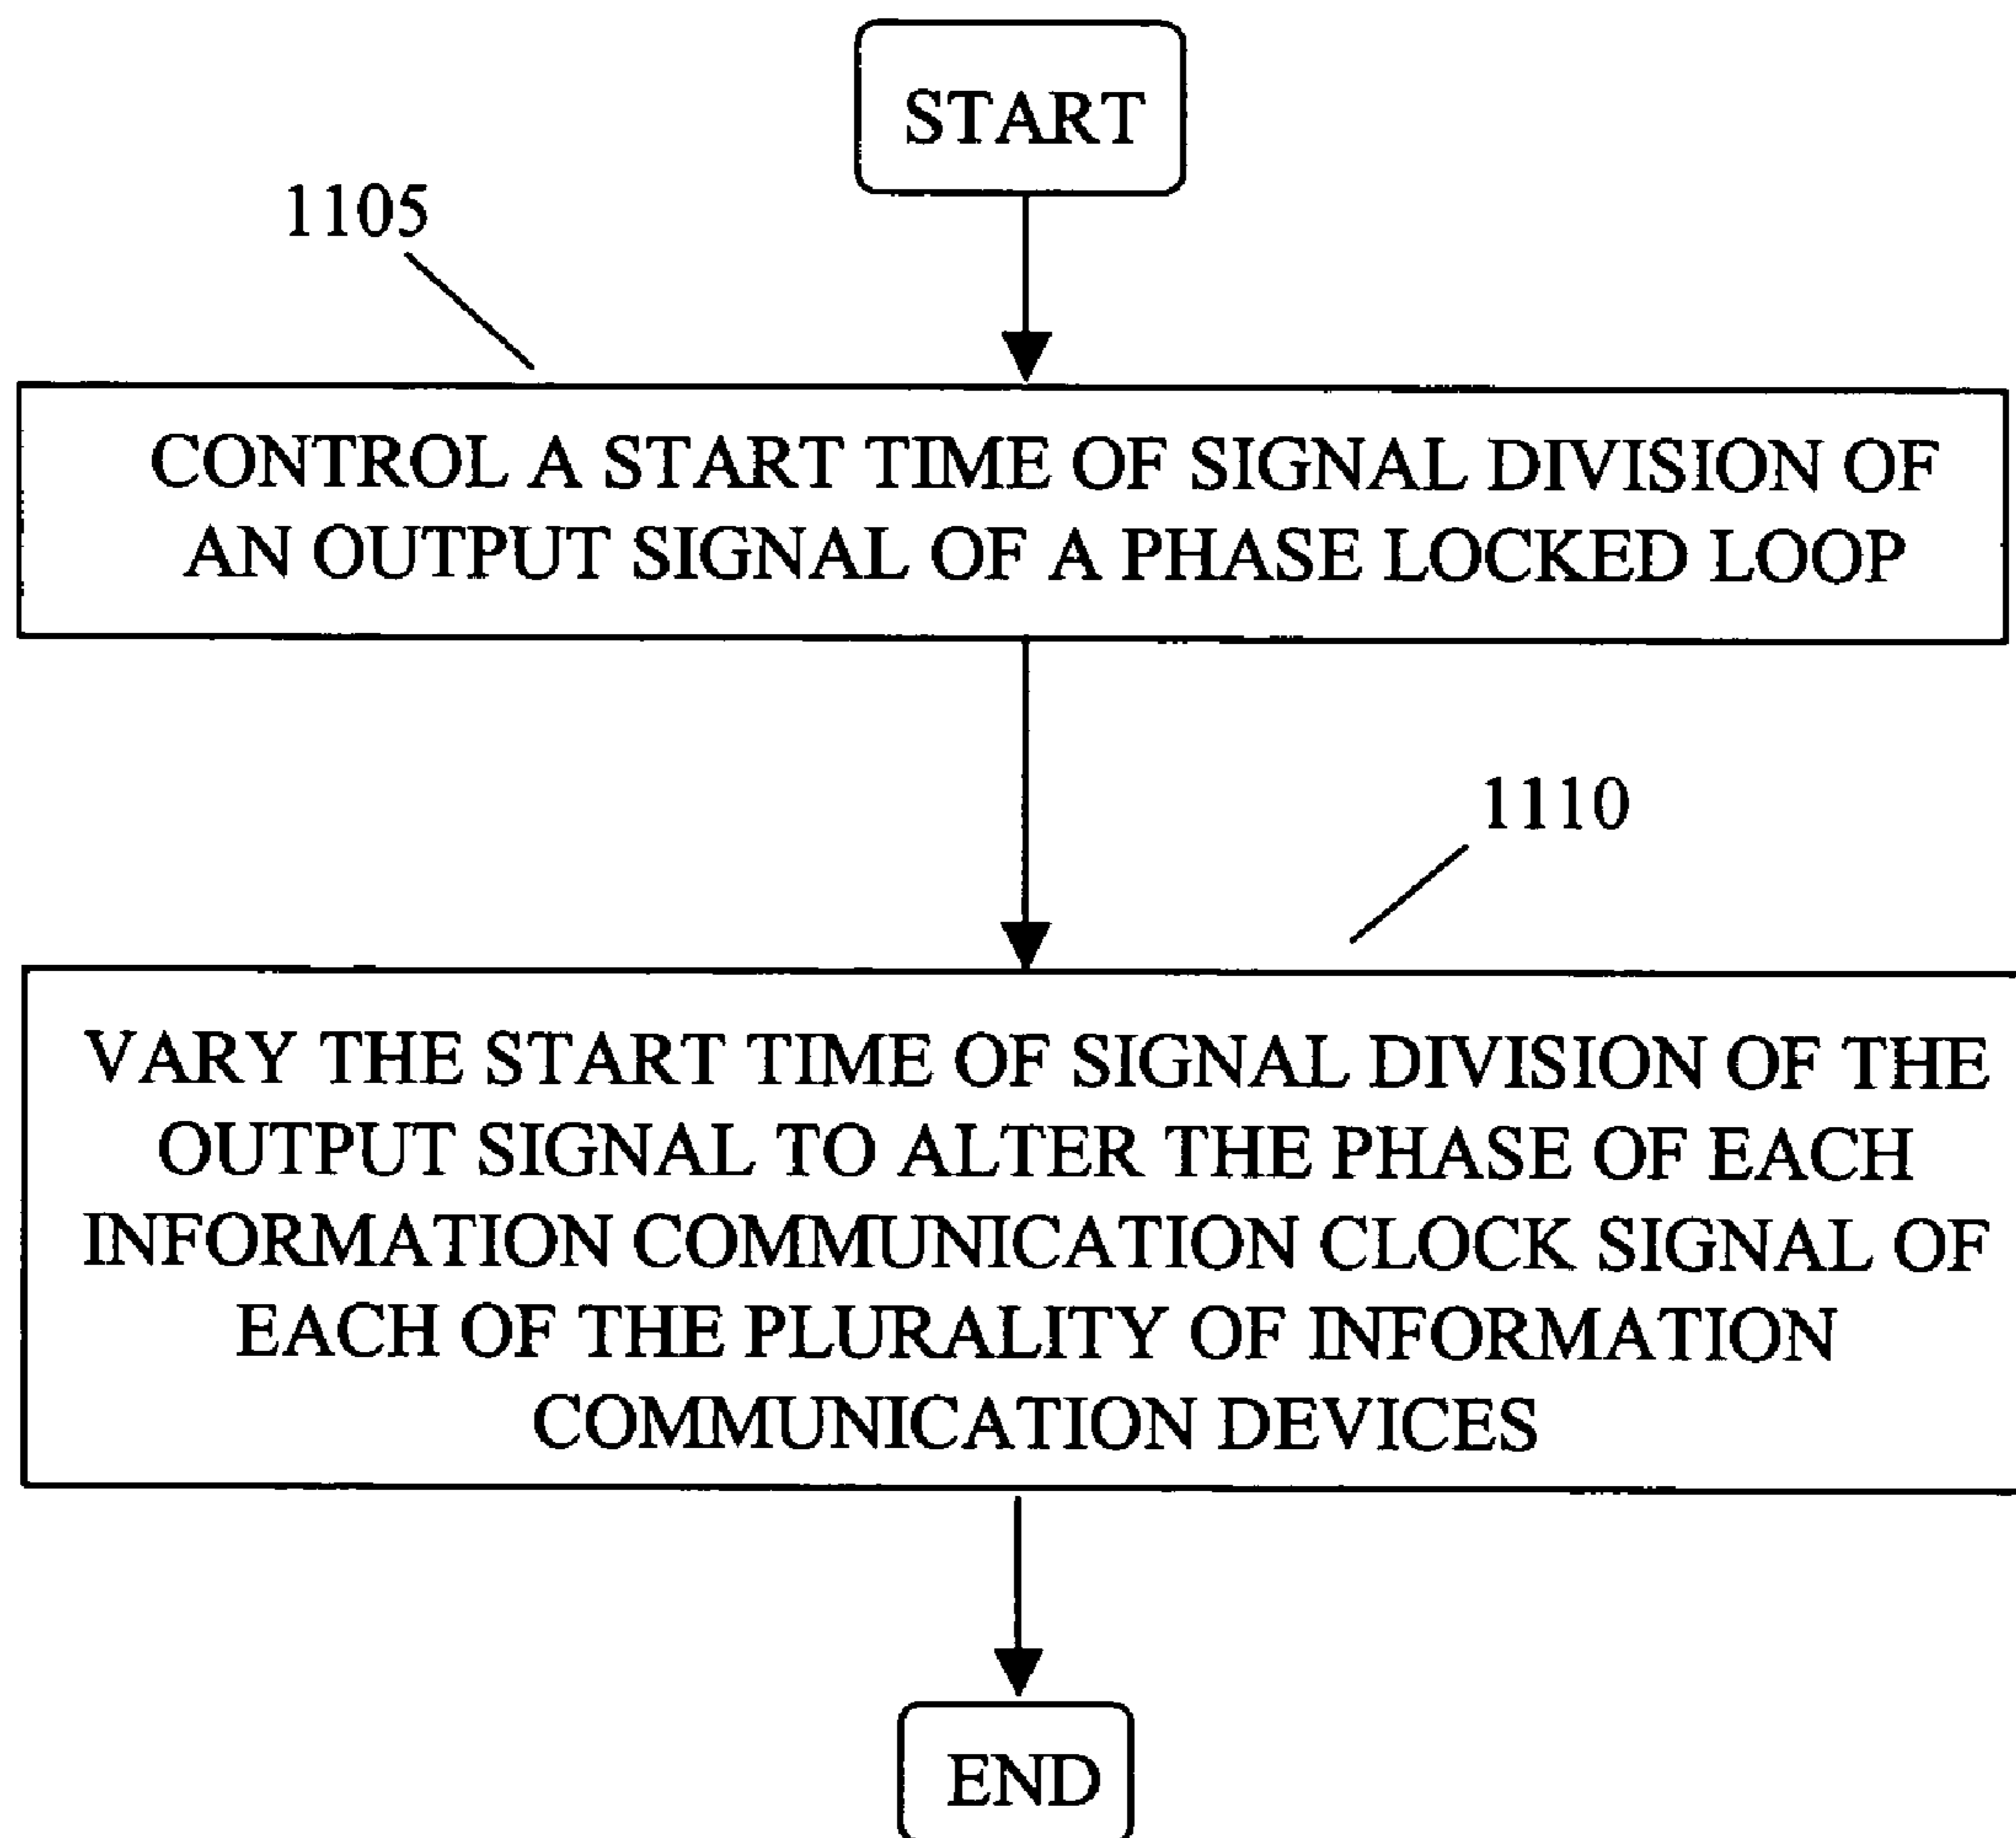 START
1105
CONTROL A START TIME OF SIGNAL DIVISION OF
AN OUTPUT SIGNAL OF A PHASE LOCKED LOOP
1110
VARY THE START TIME OF SIGNAL DIVISION OF THE
OUTPUT SIGNAL TO ALTER THE PHASE OF EACH
INFORMATION COMMUNICATION CLOCK SIGNAL OF
EACH OF THE PLURALITY OF INFORMATION
COMMUNICATION DEVICES
END